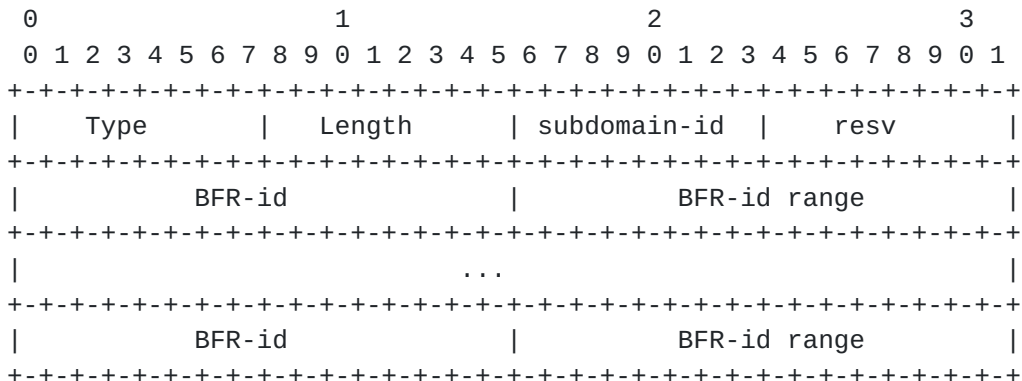 0                   1                   2                   3
 0 1 2 3 4 5 6 7 8 9 0 1 2 3 4 5 6 7 8 9 0 1 2 3 4 5 6 7 8 9 0 1
+-+-+-+-+-+-+-+-+-+-+-+-+-+-+-+-+-+-+-+-+-+-+-+-+-+-+-+-+-+-+-+-+
|    Type       |   Length      | subdomain-id  |    resv       |
+-+-+-+-+-+-+-+-+-+-+-+-+-+-+-+-+-+-+-+-+-+-+-+-+-+-+-+-+-+-+-+-+
|           BFR-id              |          BFR-id range         |
+-+-+-+-+-+-+-+-+-+-+-+-+-+-+-+-+-+-+-+-+-+-+-+-+-+-+-+-+-+-+-+-+
|                            ...                                |
+-+-+-+-+-+-+-+-+-+-+-+-+-+-+-+-+-+-+-+-+-+-+-+-+-+-+-+-+-+-+-+-+
|           BFR-id              |          BFR-id range         |
+-+-+-+-+-+-+-+-+-+-+-+-+-+-+-+-+-+-+-+-+-+-+-+-+-+-+-+-+-+-+-+-+